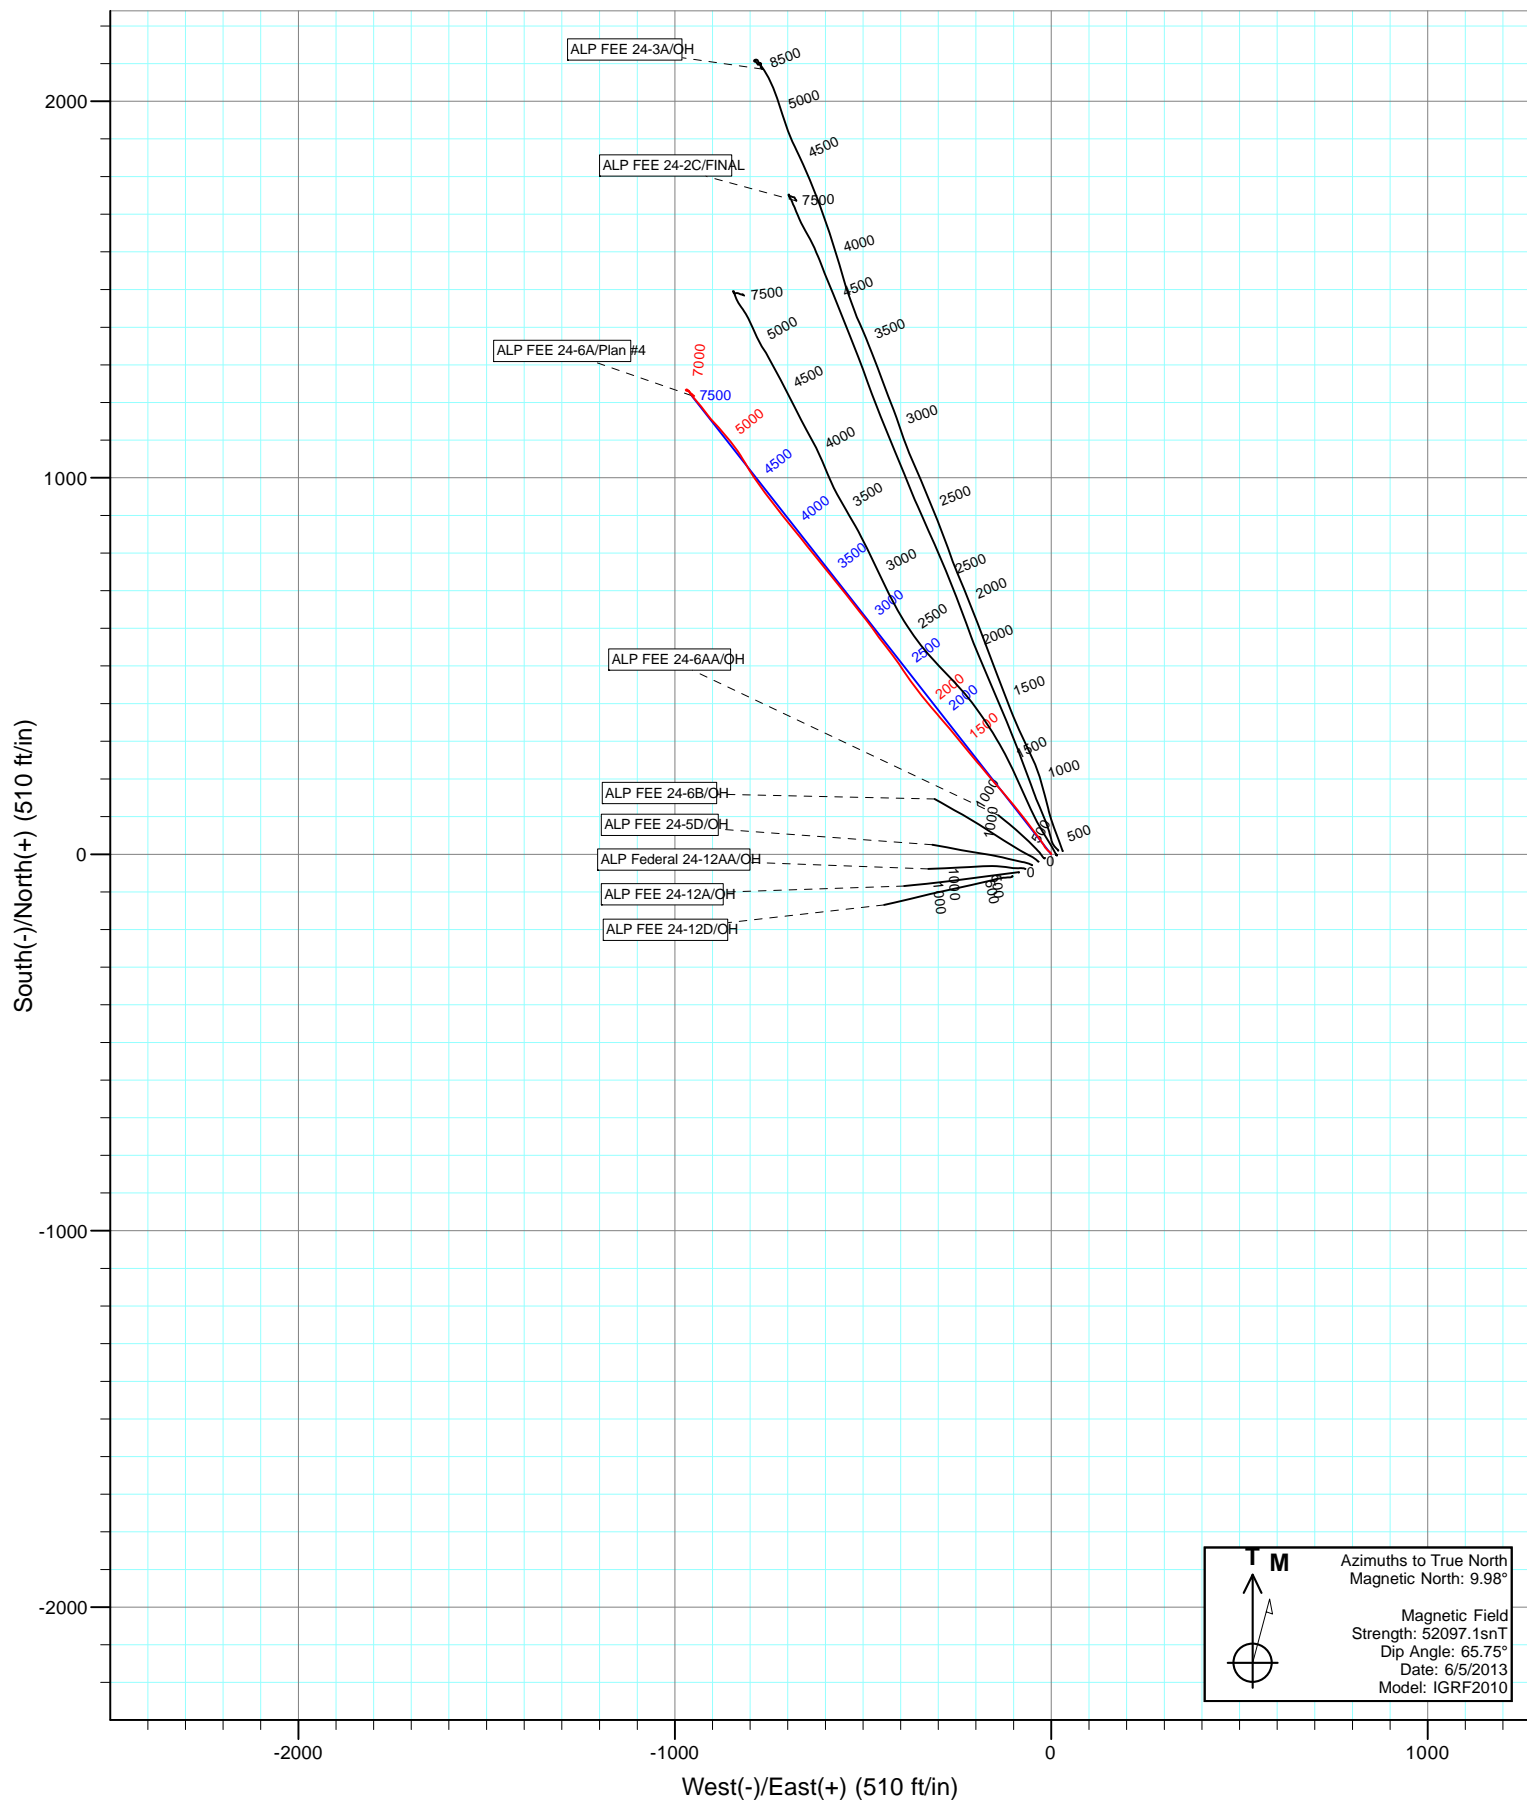 ALP FEE 24-3A/OH
8500
2000
5000
4500
ALP FEE 24-2C/FINAL
7500
4000
4500
7500
3500
5000
ALP FEE 24-6A/Plan #4
7000
4500
7500
3000
5000
4000
1000
4500
3500
2500
4000
3500
3000
2500
2000
3000
2500
2000
2500
ALP FEE 24-6AA/OH
2000
1500
2000
1500
1500
1000
South(-)/North(+) (510 ft/in)
ALP FEE 24-6B/OH
1000
ALP FEE 24-5D/OH
1000
500
500
0
0
ALP Federal 24-12AA/OH
0
1000
500
500
ALP FEE 24-12A/OH
1000
ALP FEE 24-12D/OH
-1000
-2000
T M
Azimuths to True North
Magnetic North: 9.98°
Magnetic Field
Strength: 52097.1snT
Dip Angle: 65.75°
Date: 6/5/2013
Model: IGRF2010
-2000
-1000
0
1000
West(-)/East(+) (510 ft/in)